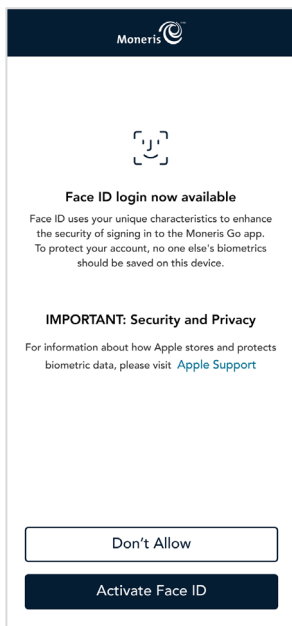 Moneris
Face ID login now available
Face ID uses your unique characteristics to enhance
the security of signing in to the Moneris Go app.
To protect your account, no one else's biometrics
should be saved on this device.
IMPORTANT: Security and Privacy
For information about how Apple stores and protects
biometric data, please visit Apple Support
Don't Allow
Activate Face ID